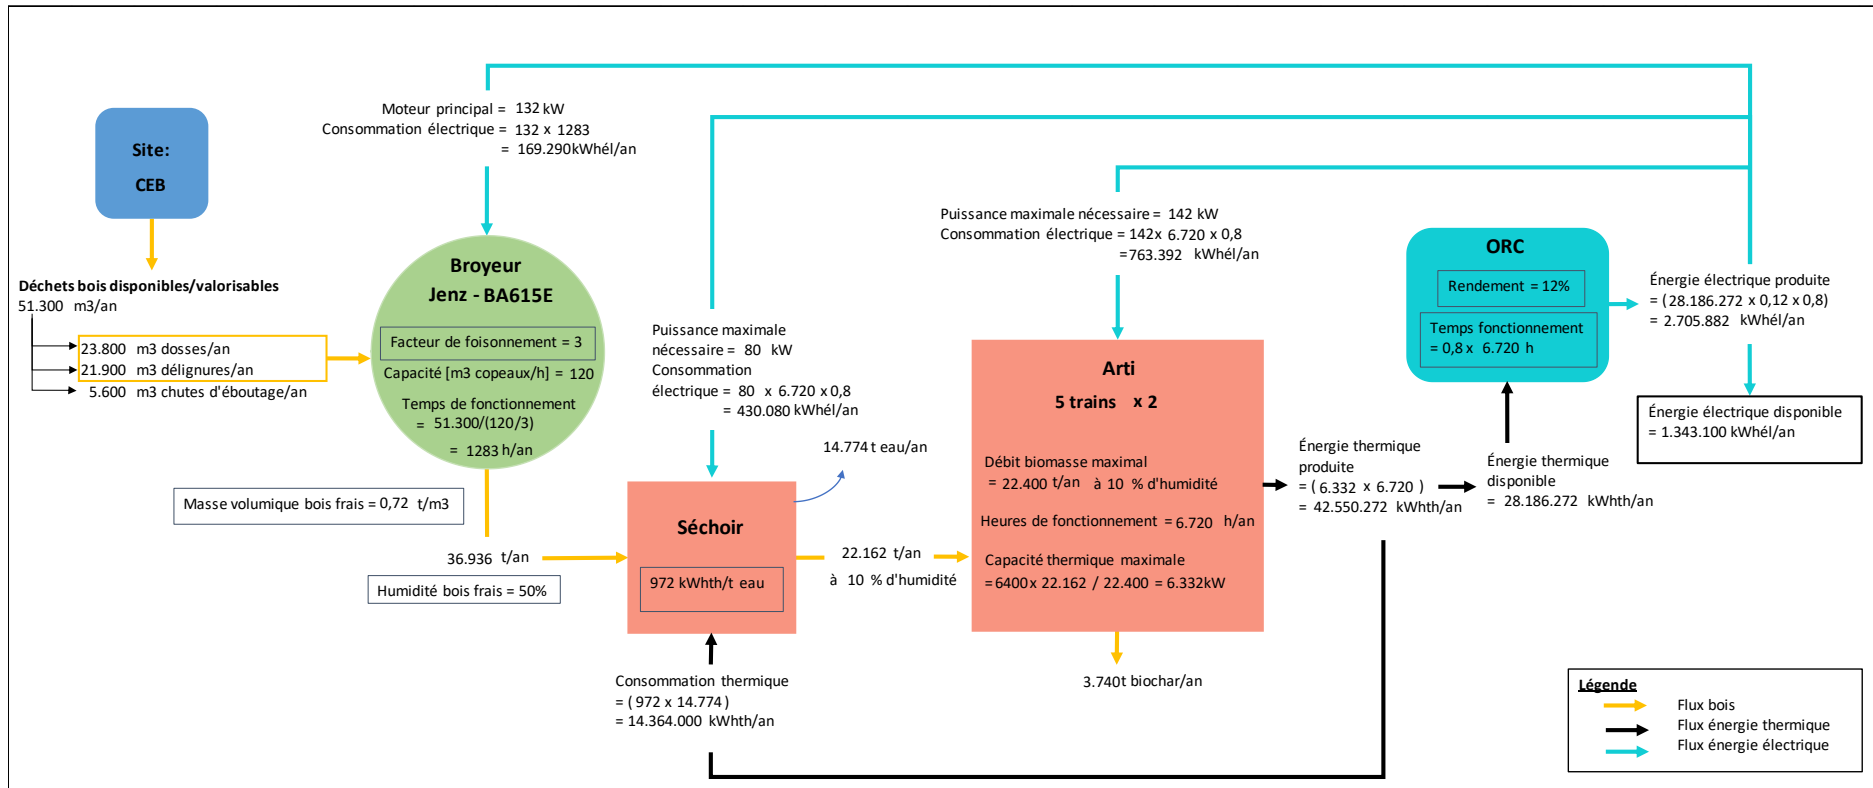 Site:
CEB
Déchets bois disponibles/valorisables
51.300 m3/an
23.800 m3 dosses/an
21.900 m3 délignures/an
5.600 m3 chutes d'éboutage/an
Moteur principal = 132 kW
Consommation électrique = 132 x 1283
= 169.290 kWhél/an
Broyeur
Jenz - BA615E
Facteur de foisonnement = 3
Capacité [m3 copeaux/h] = 120
Temps de fonctionnement
= 51.300/(120/3)
= 1283 h/an
Masse volumique bois frais = 0,72 t/m3
36.936 t/an
Humidité bois frais = 50%
Puissance maximale
nécessaire = 80 kW
Consommation
électrique = 80 x 6.720 x 0,8
= 430.080 kWhél/an
14.774 t eau/an
Séchoir
972 kWhth/t eau
Consommation thermique
= ( 972 x 14.774 )
= 14.364.000 kWhth/an
22.162 t/an
à 10 % d'humidité
Puissance maximale nécessaire = 142 kW
Consommation électrique = 142 x 6.720 x 0,8
= 763.392 kWhél/an
Arti
5 trains x 2
Débit biomasse maximal
= 22.400 t/an à 10 % d'humidité
Heures de fonctionnement = 6.720 h/an
Capacité thermique maximale
= 6400 x 22.162 / 22.400 = 6.332 kW
3.740 t biochar/an
Énergie thermique
produite
= ( 6.332 x 6.720 )
= 42.550.272 kWhth/an
Énergie thermique
disponible
= 28.186.272 kWhth/an
ORC
Rendement = 12%
Temps fonctionnement
= 0,8 x 6.720 h
Énergie électrique produite
= (28.186.272 x 0,12 x 0,8)
= 2.705.882 kWhél/an
Énergie électrique disponible
= 1.343.100 kWhél/an
Légende
Flux bois
Flux énergie thermique
Flux énergie électrique